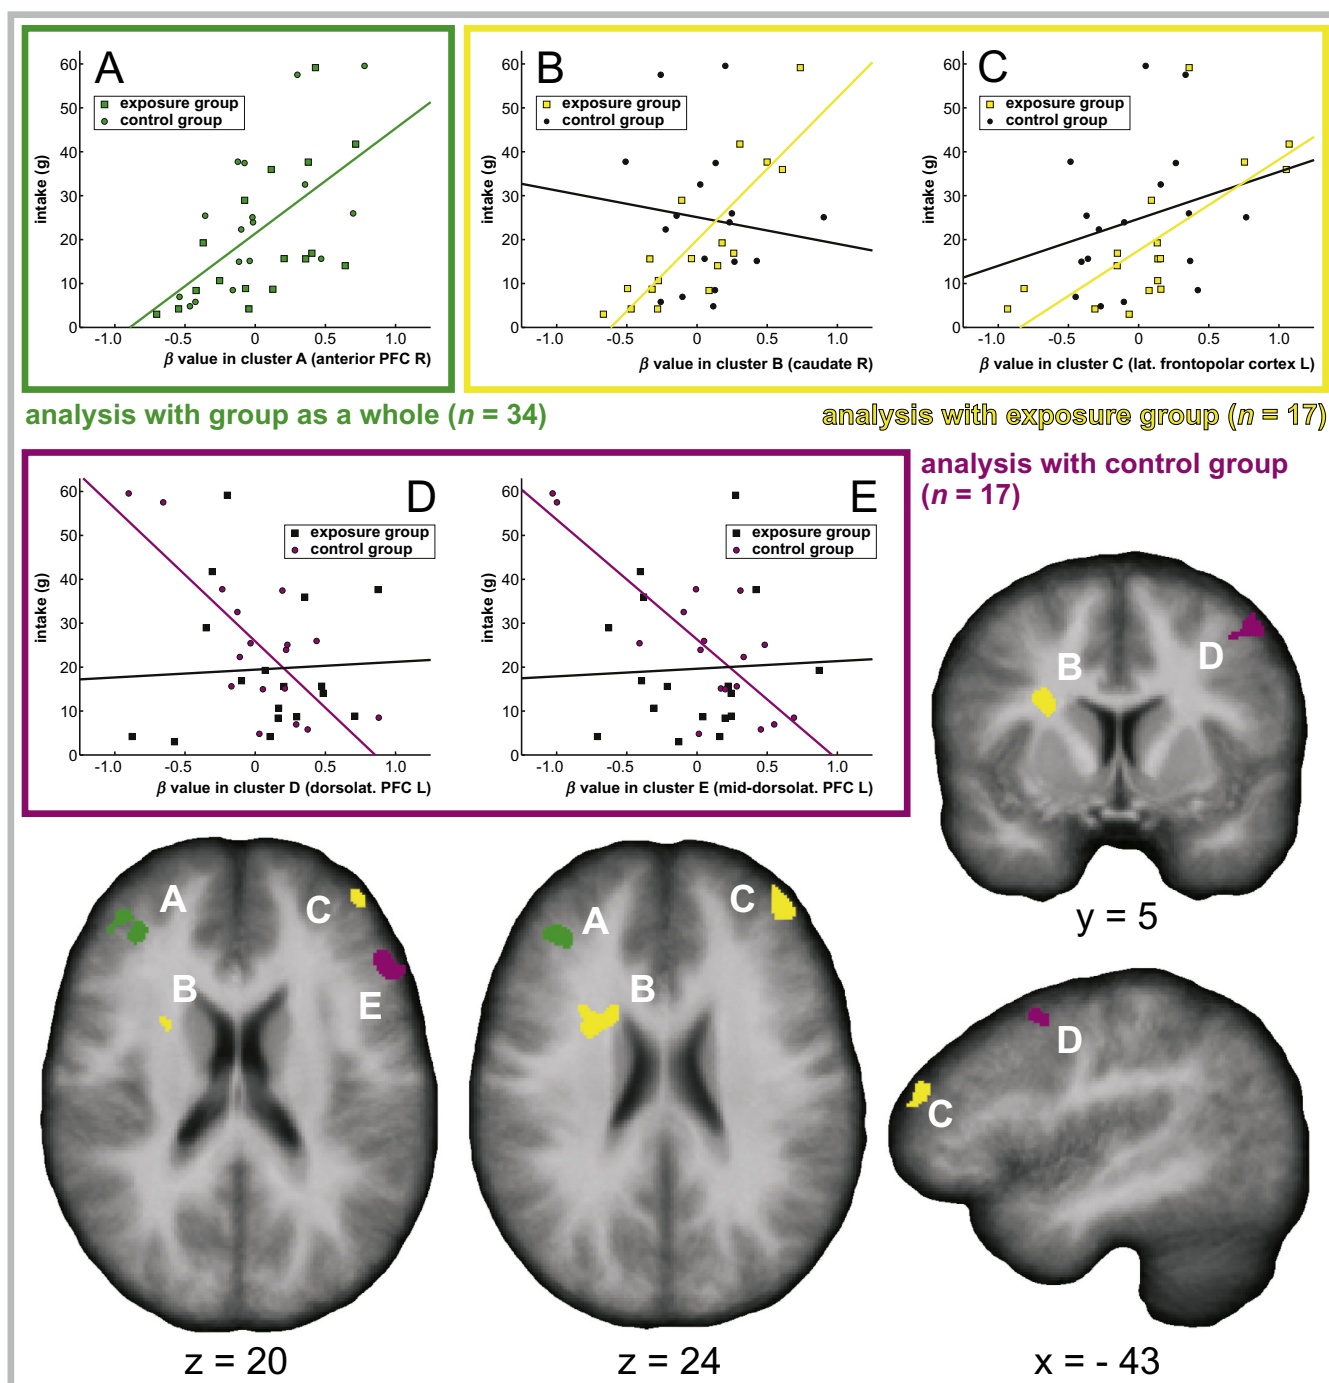 A
60
50
40
30
20
10
0
intake (g)
exposure group
control group
-1.0
-0.5
0
0.5
1.0
β value in cluster A (anterior PFC R)
B
60
50
40
30
20
10
0
intake (g)
exposure group
control group
-1.0
-0.5
0
0.5
1.0
β value in cluster B (caudate R)
C
60
50
40
30
20
10
0
intake (g)
exposure group
control group
-1.0
-0.5
0
0.5
1.0
β value in cluster C (lat. frontopolar cortex L)
analysis with group as a whole (n = 34)
analysis with exposure group (n = 17)
D
60
50
40
30
20
10
0
intake (g)
exposure group
control group
-1.0
-0.5
0
0.5
1.0
β value in cluster D (dorsolat. PFC L)
E
60
50
40
30
20
10
0
intake (g)
exposure group
control group
-1.0
-0.5
0
0.5
1.0
β value in cluster E (mid-dorsolat. PFC L)
analysis with control group
(n = 17)
B
D
y = 5
A
C
B
E
z = 20
A
C
B
z = 24
D
C
x = - 43